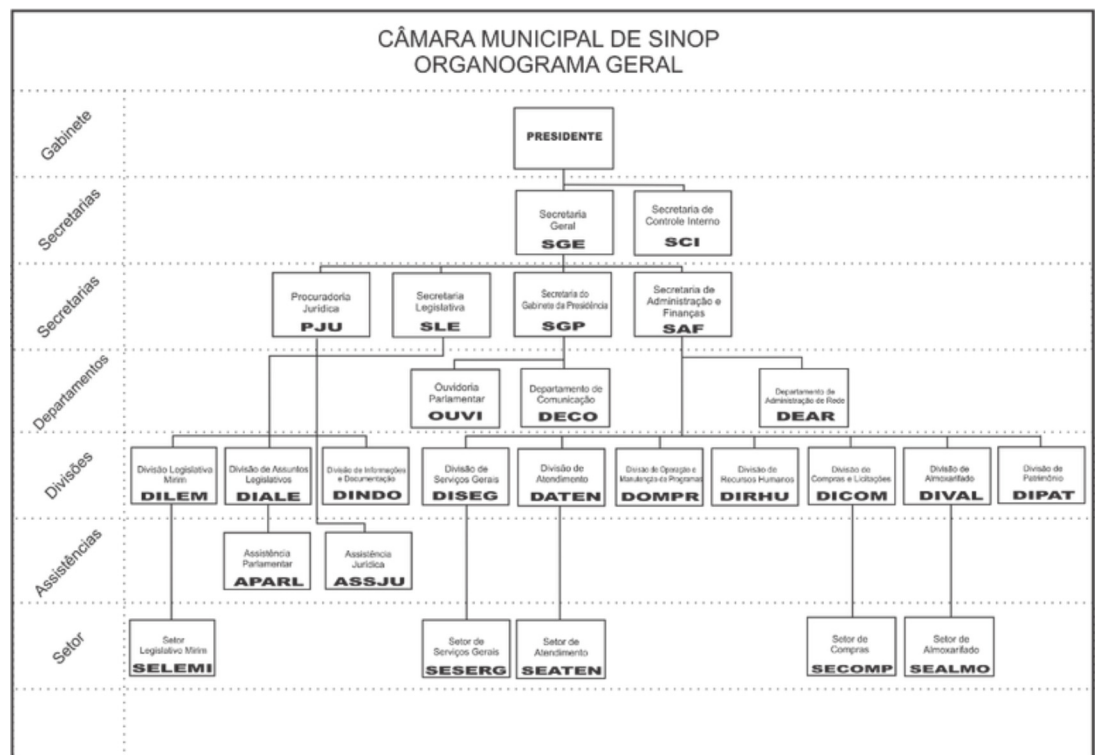 CÂMARA MUNICIPAL DE SINOP
ORGANOGRAMA GERAL
Gabinete
PRESIDENTE
Secretarias
Secretaria
Geral
SGE
Secretaria de
Controle Interno
SCI
Secretarias
Procuradoria
Jurídica
PJU
Secretaria
Legislativa
SLE
Secretaria do
Gabinete da Presidência
SGP
Secretaria de
Administração e
Finanças
SAF
Departamentos
Ouvidoria
Parlamentar
OUVI
Departamento de
Comunicação
DECO
Departamento de
Administração de Rede
DEAR
Divisões
Divisão Legislativa
Mirim
DILEM
Divisão de Assuntos
Legislativos
DIALE
Divisão de Informações
e Documentação
DINDO
Divisão de
Serviços Gerais
DISEG
Divisão de
Atendimento
DATEN
Divisão de Operação e
Manutenção de Programas
DOMPR
Divisão de
Recursos Humanos
DIRHU
Divisão de
Compras e Licitações
DICOM
Divisão de
Almoxarifado
DIVAL
Divisão de
Patrimônio
DIPAT
Assistências
Assistência
Parlamentar
APARL
Assistência
Jurídica
ASSJU
Setor
Setor
Legislativo Mirim
SELEMI
Setor de
Serviços Gerais
SESERG
Setor de
Atendimento
SEATEN
Setor de
Compras
SECOMP
Setor de
Almoxarifado
SEALMO